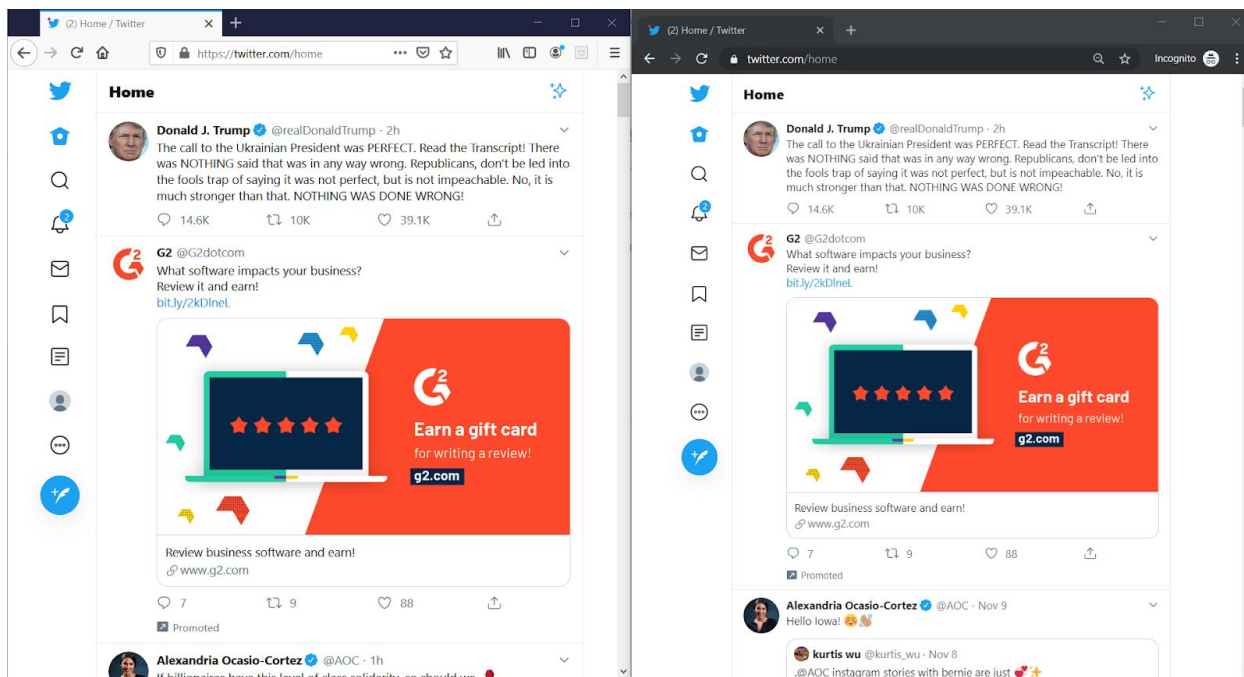 (2) Home / Twitter
https://twitter.com/home
Home
2
Donald J. Trump @realDonaldTrump · 2h
The call to the Ukrainian President was PERFECT. Read the Transcript! There
was NOTHING said that was in any way wrong. Republicans, don't be led into
the fools trap of saying it was not perfect, but is not impeachable. No, it is
much stronger than that. NOTHING WAS DONE WRONG!
14.6K 10K 39.1K
G2 @G2dotcom
What software impacts your business?
Review it and earn!
bit.ly/2kDlneL
G2
Earn a gift card
for writing a review!
g2.com
Review business software and earn!
www.g2.com
7 9 88
Promoted
Alexandria Ocasio-Cortez @AOC · 1h
(2) Home / Twitter
twitter.com/home
Incognito
Home
2
Donald J. Trump @realDonaldTrump · 2h
The call to the Ukrainian President was PERFECT. Read the Transcript! There
was NOTHING said that was in any way wrong. Republicans, don't be led into
the fools trap of saying it was not perfect, but is not impeachable. No, it is
much stronger than that. NOTHING WAS DONE WRONG!
14.6K 10K 39.1K
G2 @G2dotcom
What software impacts your business?
Review it and earn!
bit.ly/2kDlneL
G2
Earn a gift card
for writing a review!
g2.com
Review business software and earn!
www.g2.com
7 9 88
Promoted
Alexandria Ocasio-Cortez @AOC · Nov 9
Hello Iowa!
kurtis wu @kurtis_wu · Nov 8
.@AOC instagram stories with bernie are just